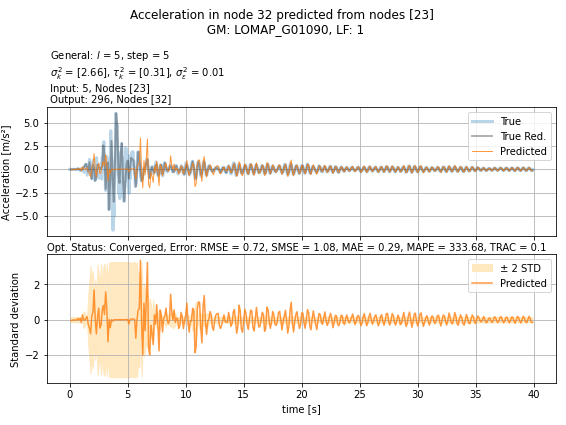 Acceleration in node 32 predicted from nodes [23]
GM: LOMAP_G01090, LF: 1
General: l = 5, step = 5
σ²ₖ = [2.66], τ²ₖ = [0.31], σ²ε = 0.01
Input: 5, Nodes [23]
Output: 296, Nodes [32]
Acceleration [m/s²]
5.0
2.5
0.0
−2.5
−5.0
True
True Red.
Predicted
Opt. Status: Converged, Error: RMSE = 0.72, SMSE = 1.08, MAE = 0.29, MAPE = 333.68, TRAC = 0.1
Standard deviation
2
0
−2
± 2 STD
Predicted
0 5 10 15 20 25 30 35 40
time [s]